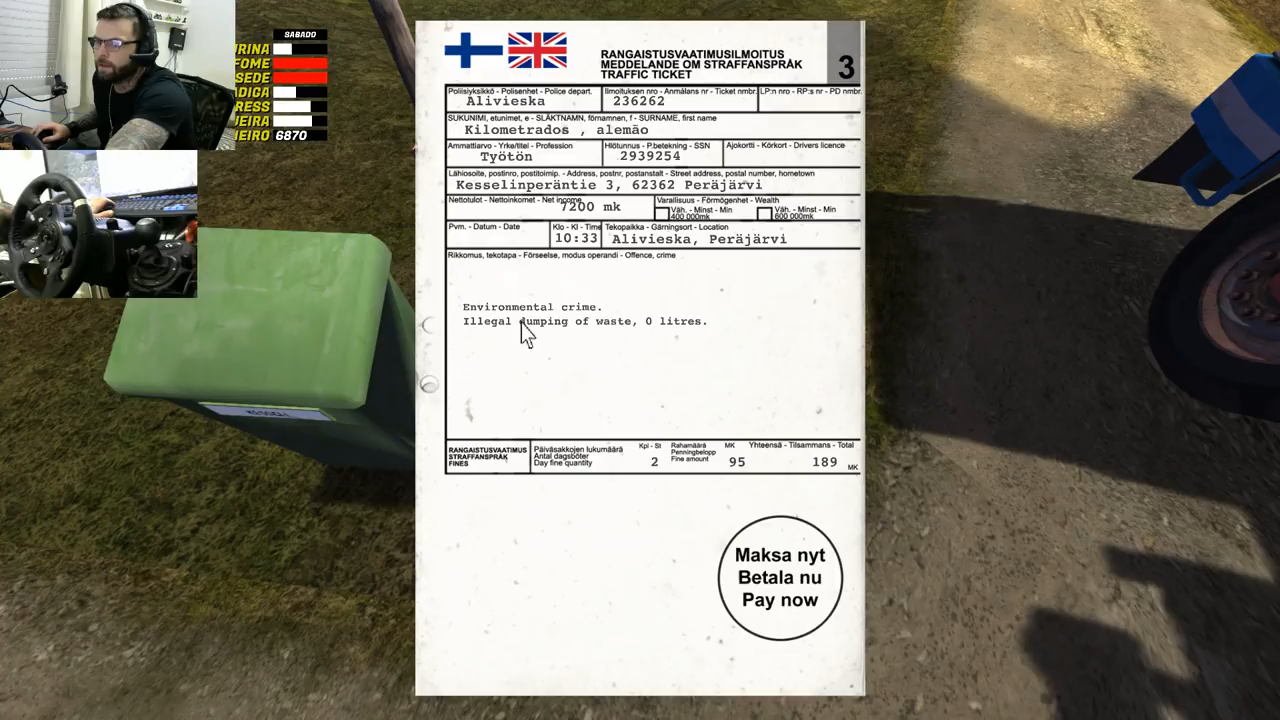 SABADO
URINA
FOME
SEDE
ADIGA
RESS
UEIRA
IEIRO 6870
RANGAISTUSVAATIMUSILMOITUS
MEDDELANDE OM STRAFFANSPRÅK
TRAFFIC TICKET
3
Poliisiyksikkö - Polisenhet - Police depart.
Alivieska
Ilmoituksen nro - Anmälans nr - Ticket nmbr.
236262
LP:n nro - RP:s nr - PD nmbr.
SUKUNIMI, etunimet, e - SLÄKTNAMN, förnamnen, f - SURNAME, first name
Kilometrados , alemão
Ammattiarvo - Yrke/titel - Profession
Työtön
Hlötunnus - P.betekning - SSN
2939254
Ajokortti - Körkort - Drivers licence
Lähiosoite, postinro, postitoimip. - Address, postnr, postanstalt - Street address, postal number, hometown
Kesselinperäntie 3, 62362 Peräjärvi
Nettotulot - Nettoinkomet - Net income
7200 mk
Varallisuus - Förmögenhet - Wealth
Väh. - Minst - Min
400 000mk
Väh. - Minst - Min
600 000mk
Pvm. - Datum - Date
Klo - Kl - Time
10:33
Tekopaikka - Gärningsort - Location
Alivieska, Peräjärvi
Rikkomus, tekotapa - Förseelse, modus operandi - Offence, crime
Environmental crime.
Illegal dumping of waste, 0 litres.
RANGAISTUSVAATIMUS
STRAFFANSPRÅK
FINES
Päiväsakkojen lukumäärä
Antal dagsböter
Day fine quantity
Kpl - St
2
Rahamäärä
Penningbelopp
Fine amount
MK
95
Yhteensä - Tilsammans - Total
189
MK
Maksa nyt
Betala nu
Pay now